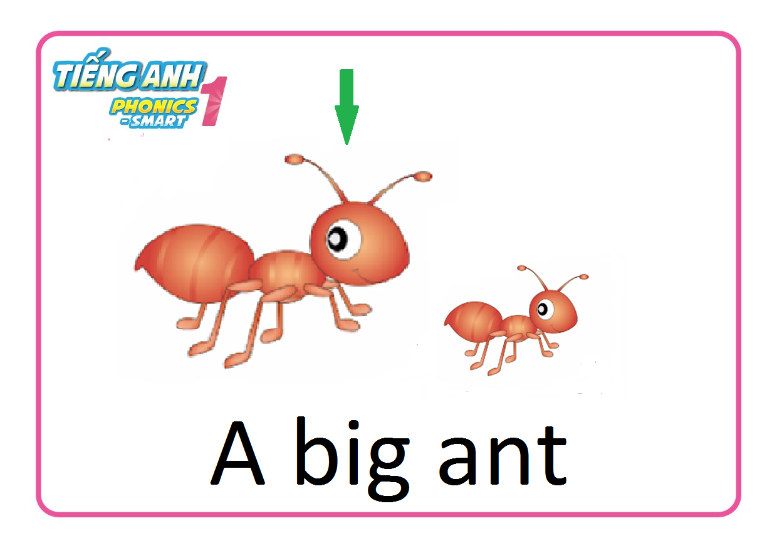 TIẾNG ANH 1
PHONICS
-SMART
A big ant